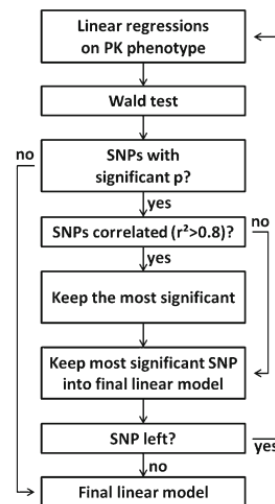 Linear regressions
on PK phenotype
Wald test
no
SNPs with
significant p?
yes
SNPs correlated (r²>0.8)?
no
yes
Keep the most significant
Keep most significant SNP
into final linear model
SNP left?
yes
no
Final linear model